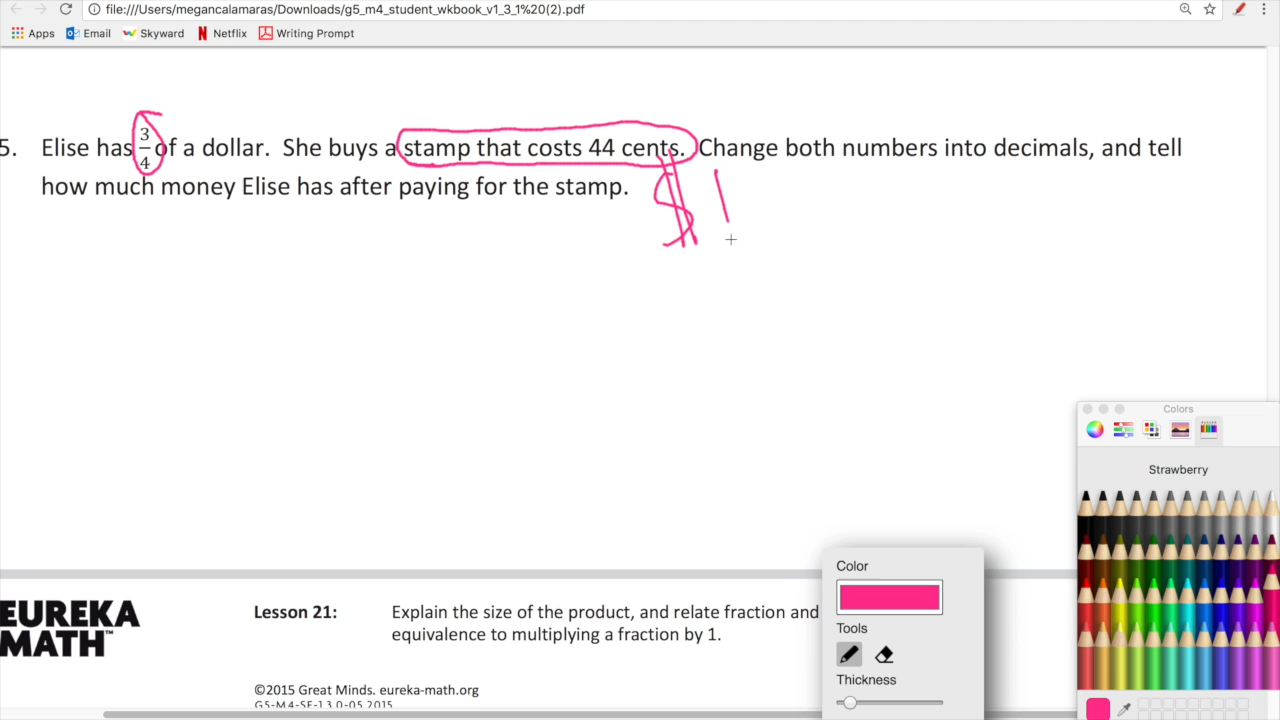 file:///Users/megancalamaras/Downloads/g5_m4_student_wkbook_v1_3_1%20(2).pdf
Apps Email Skyward Netflix Writing Prompt
5. Elise has 3/4 of a dollar. She buys a stamp that costs 44 cents. Change both numbers into decimals, and tell
how much money Elise has after paying for the stamp.
$ 1
Colors
Strawberry
Color
Tools
Thickness
EUREKA
MATH™
Lesson 21: Explain the size of the product, and relate fraction and
equivalence to multiplying a fraction by 1.
©2015 Great Minds. eureka-math.org
G5-M4-SE-1.3.0-05.2015